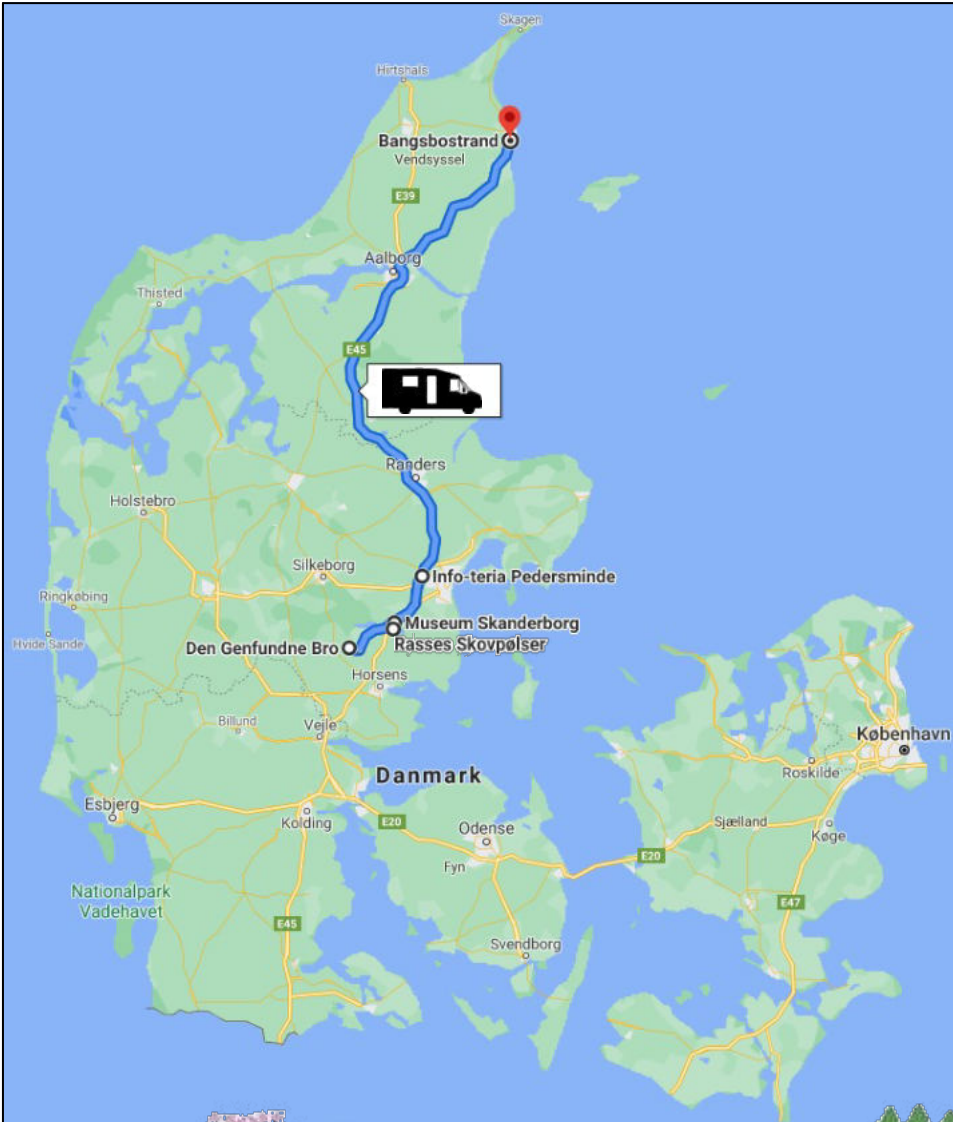 Skagen
Hirtshals
Bangsbostrand
Vendsyssel
E39
Aalborg
Thisted
E45
Randers
Holstebro
Silkeborg
Info-teria Pedersminde
Ringkøbing
Museum Skanderborg
Hvide Sande
Den Genfundne Bro
Rasses Skovpølser
Horsens
Billund
Vejle
København
Roskilde
Danmark
Esbjerg
Kolding
E20
Odense
Sjælland
Køge
Fyn
E20
Nationalpark
Vadehavet
E47
E45
Svendborg